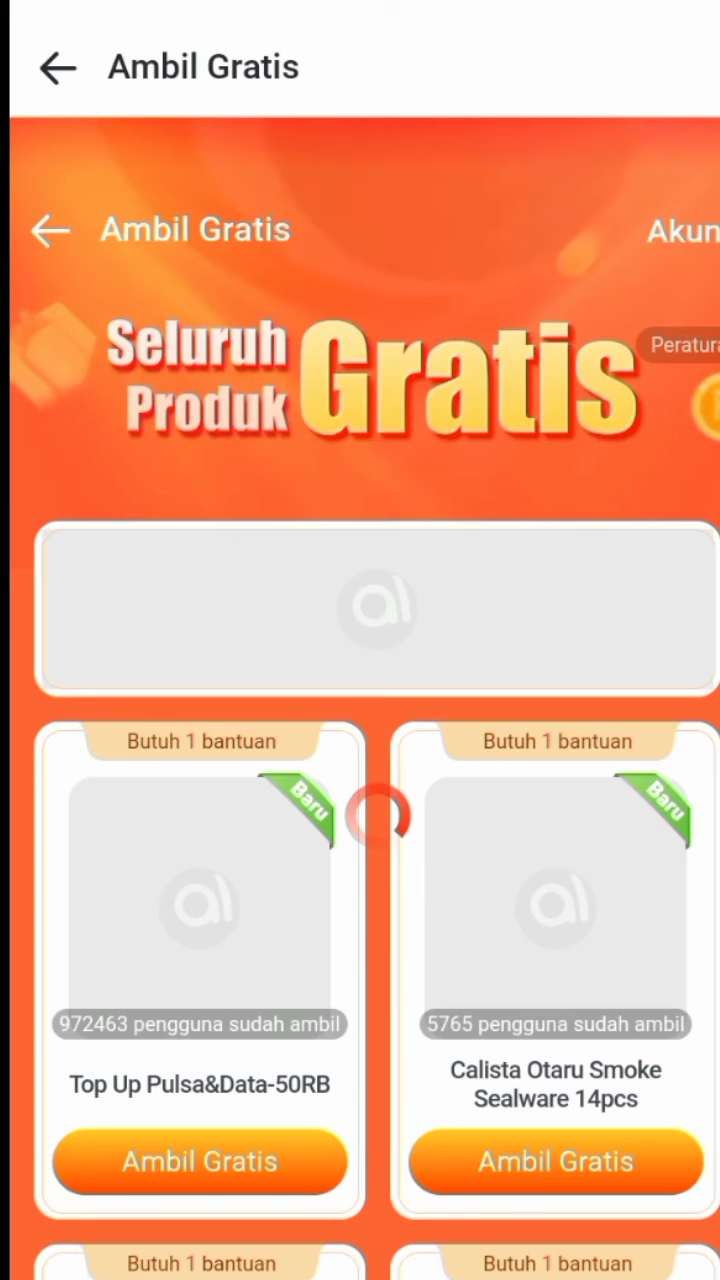 Ambil Gratis
Ambil Gratis
Akun
Seluruh
Produk
Gratis
Peratura
Butuh 1 bantuan
Butuh 1 bantuan
Baru
Baru
972463 pengguna sudah ambil
5765 pengguna sudah ambil
Top Up Pulsa&Data-50RB
Calista Otaru Smoke
Sealware 14pcs
Ambil Gratis
Ambil Gratis
Butuh 1 bantuan
Butuh 1 bantuan